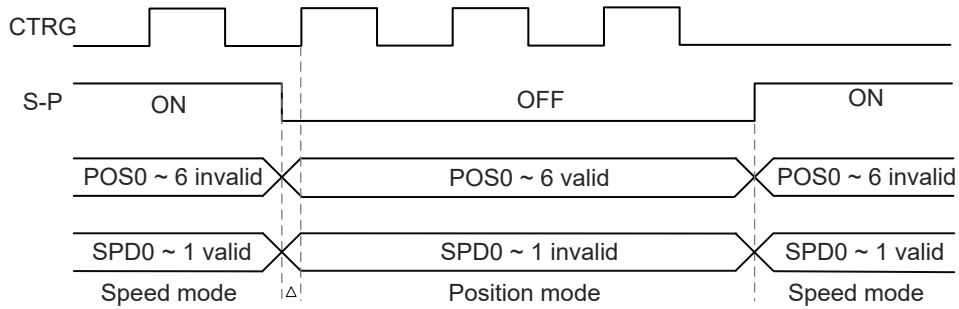 CTRG
S-P ON OFF ON
POS0 ~ 6 invalid POS0 ~ 6 valid POS0 ~ 6 invalid
SPD0 ~ 1 valid SPD0 ~ 1 invalid SPD0 ~ 1 valid
Speed mode △ Position mode Speed mode